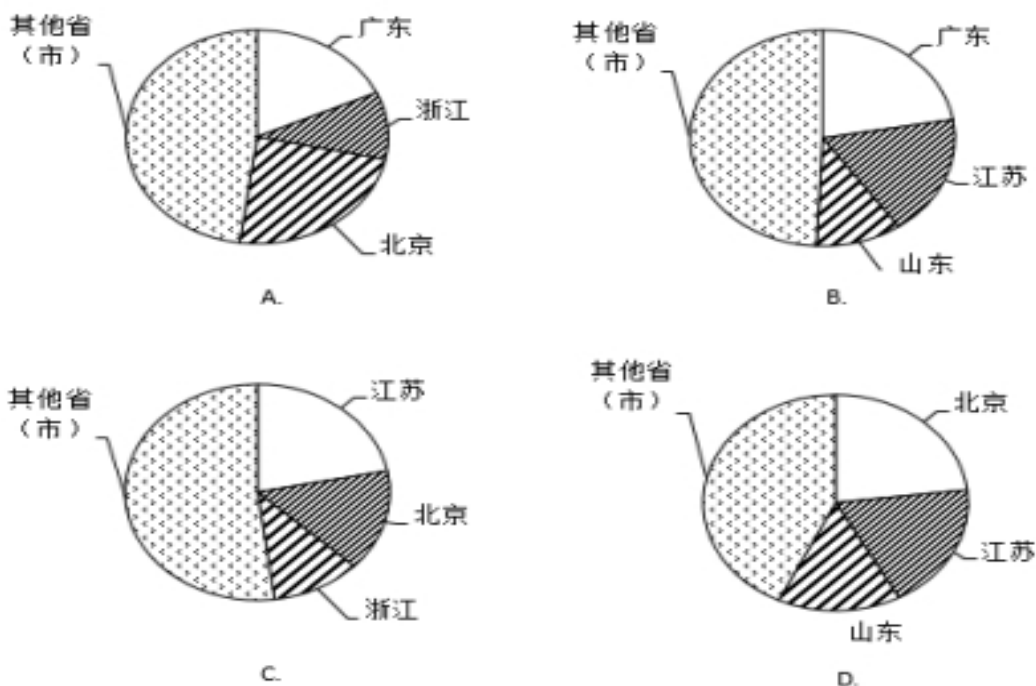 其他省
（市）
广东
浙江
北京
A.
其他省
（市）
广东
江苏
山东
B.
其他省
（市）
江苏
北京
浙江
C.
其他省
（市）
北京
江苏
山东
D.